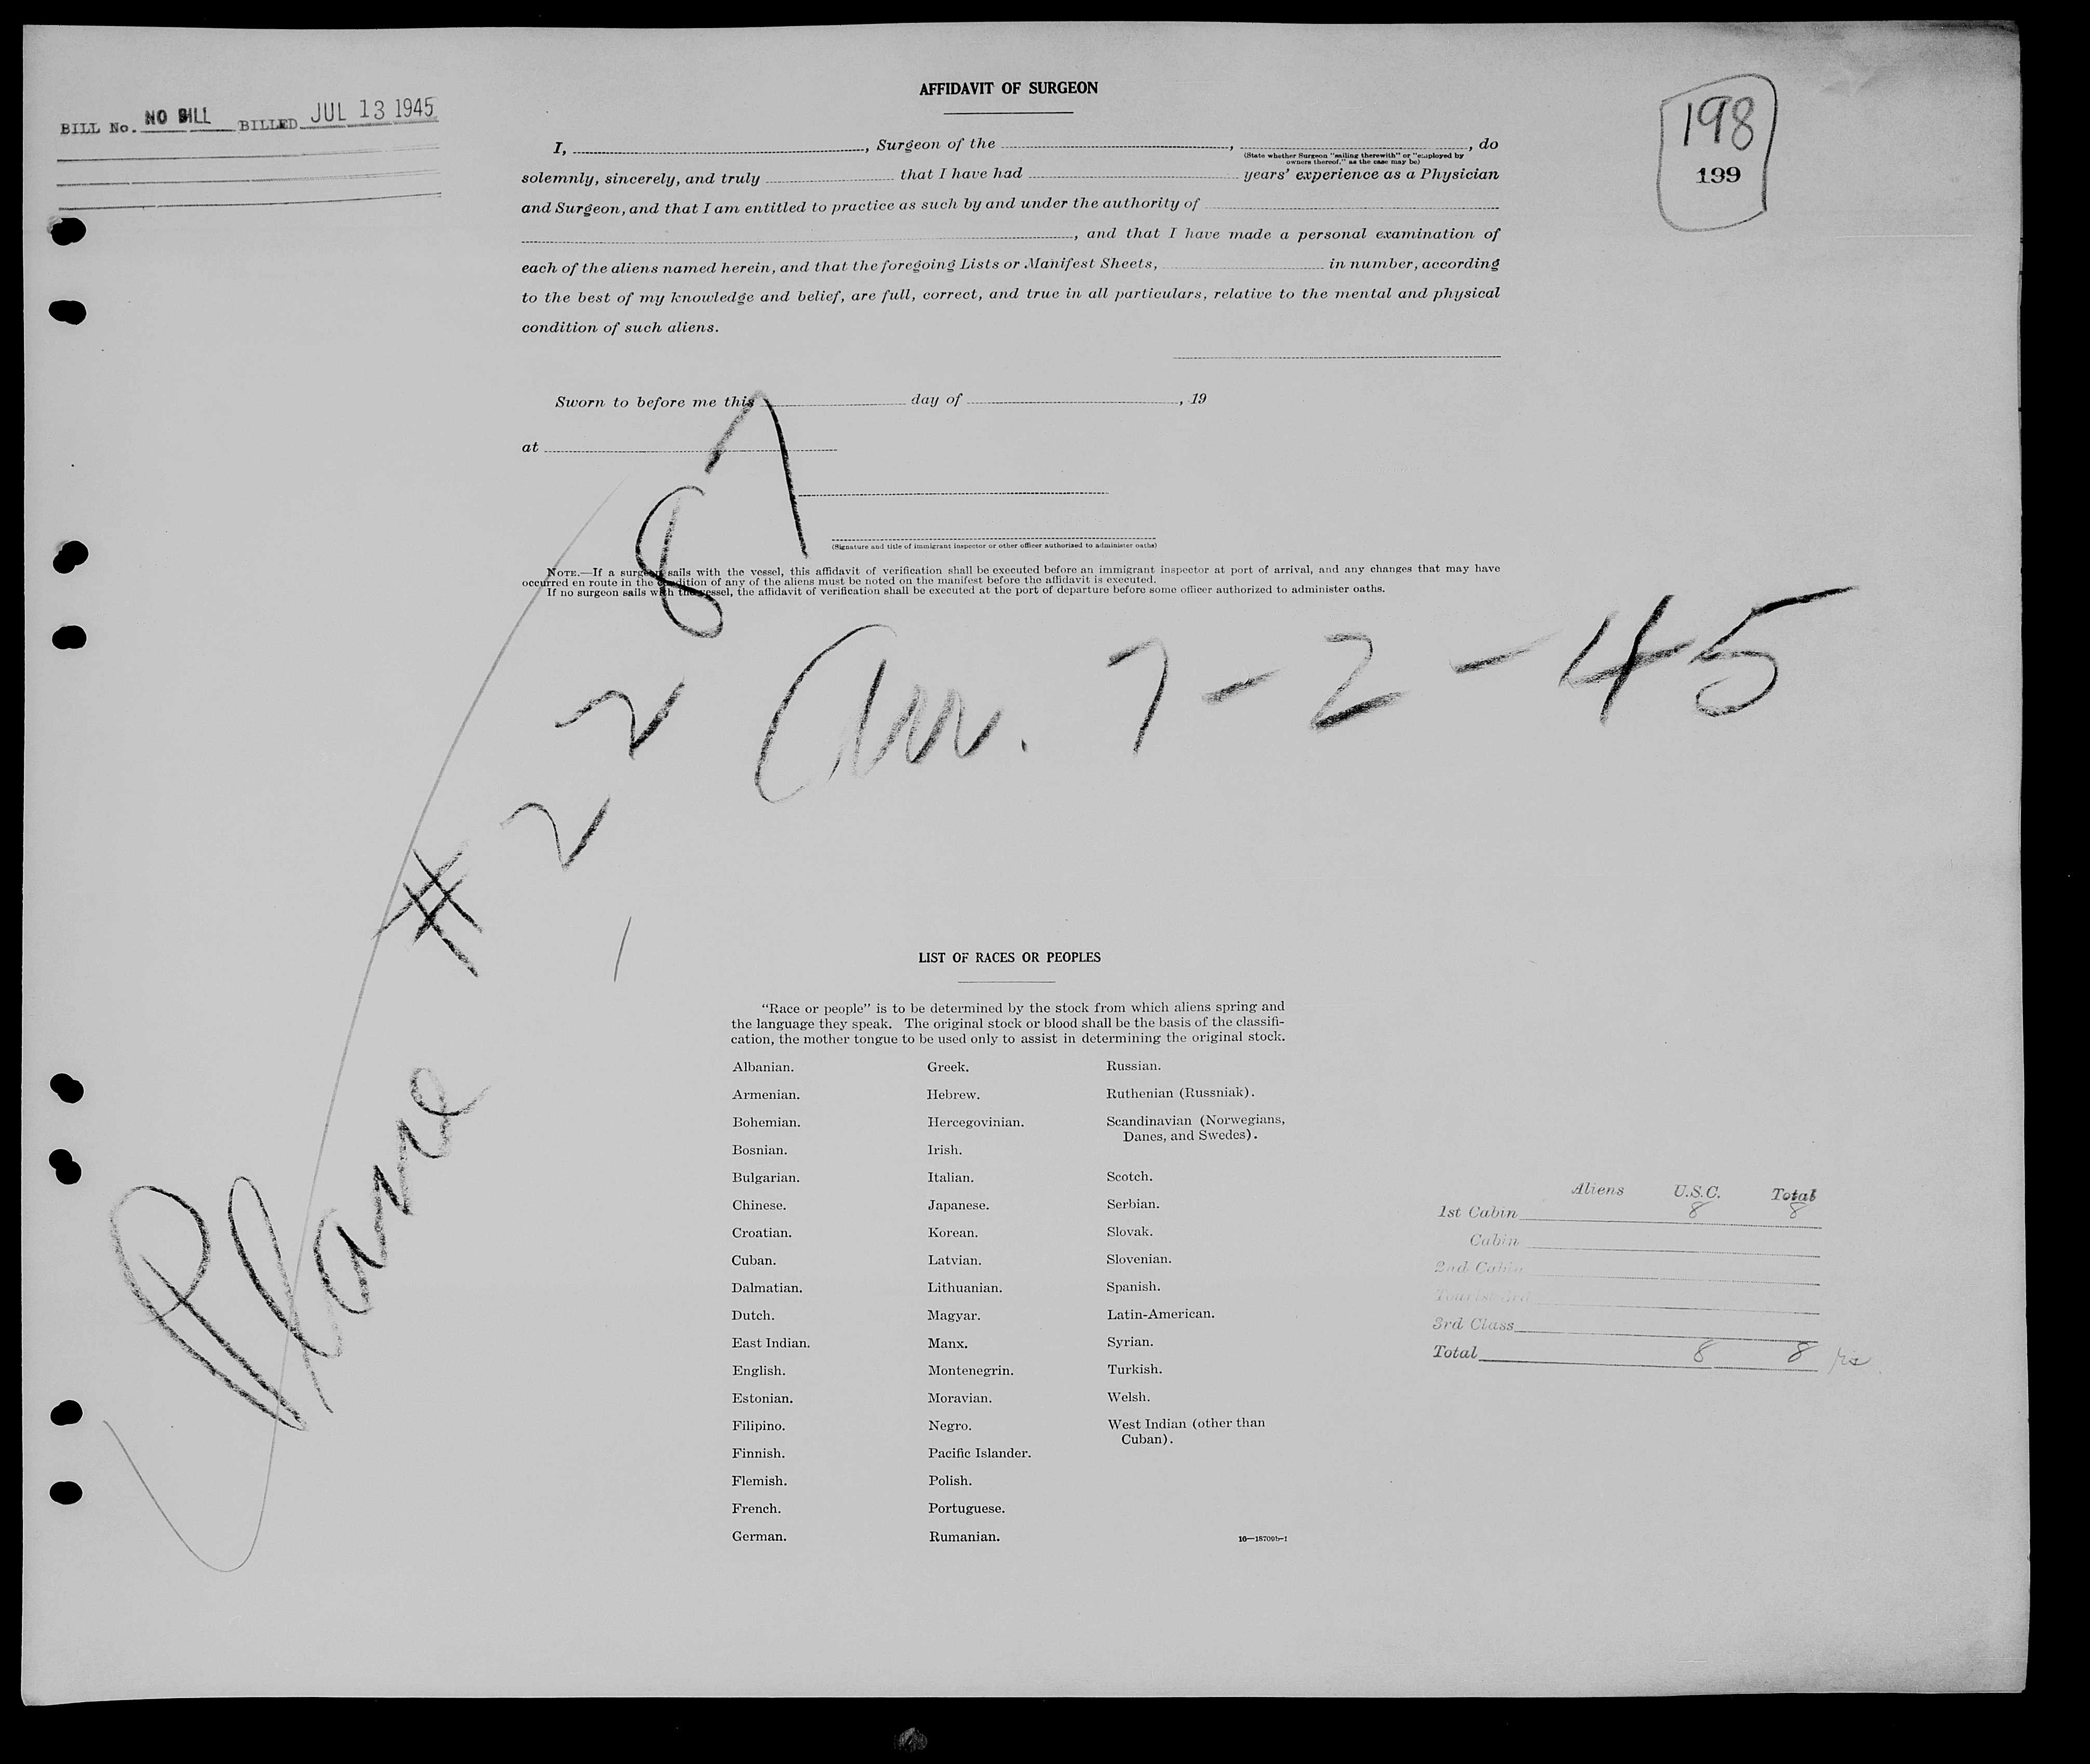 BILL No. NO BILL BILLED JUL 13 1945
198
199
AFFIDAVIT OF SURGEON
I, , Surgeon of the , , do
(State whether Surgeon "sailing therewith" or "employed by
owners thereof," as the case may be)
solemnly, sincerely, and truly that I have had years' experience as a Physician
and Surgeon, and that I am entitled to practice as such by and under the authority of
, and that I have made a personal examination of
each of the aliens named herein, and that the foregoing Lists or Manifest Sheets, in number, according
to the best of my knowledge and belief, are full, correct, and true in all particulars, relative to the mental and physical
condition of such aliens.
Sworn to before me this day of , 19
at
(Signature and title of immigrant inspector or other officer authorized to administer oaths)
NOTE.—If a surgeon sails with the vessel, this affidavit of verification shall be executed before an immigrant inspector at port of arrival, and any changes that may have
occurred en route in the condition of any of the aliens must be noted on the manifest before the affidavit is executed.
If no surgeon sails with the vessel, the affidavit of verification shall be executed at the port of departure before some officer authorized to administer oaths.
Plane # 2287
Arr. 7-2-45
LIST OF RACES OR PEOPLES
"Race or people" is to be determined by the stock from which aliens spring and
the language they speak. The original stock or blood shall be the basis of the classifi-
cation, the mother tongue to be used only to assist in determining the original stock.
Albanian.
Armenian.
Bohemian.
Bosnian.
Bulgarian.
Chinese.
Croatian.
Cuban.
Dalmatian.
Dutch.
East Indian.
English.
Estonian.
Filipino.
Finnish.
Flemish.
French.
German.
Greek.
Hebrew.
Hercegovinian.
Irish.
Italian.
Japanese.
Korean.
Latvian.
Lithuanian.
Magyar.
Manx.
Montenegrin.
Moravian.
Negro.
Pacific Islander.
Polish.
Portuguese.
Rumanian.
Russian.
Ruthenian (Russniak).
Scandinavian (Norwegians,
Danes, and Swedes).
Scotch.
Serbian.
Slovak.
Slovenian.
Spanish.
Latin-American.
Syrian.
Turkish.
Welsh.
West Indian (other than
Cuban).
16—18709b-1
Aliens U.S.C. Total
1st Cabin 8 8
Cabin
2nd Cabin
Tourist 3rd
3rd Class
Total 8 8